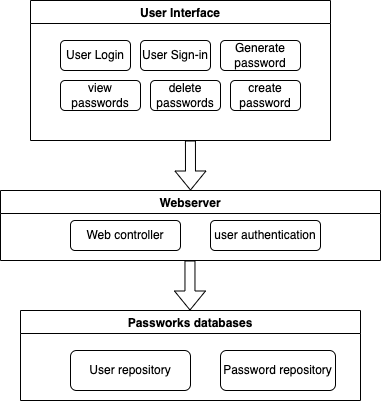 User Interface
User Login
User Sign-in
Generate
password
view
passwords
delete
passwords
create
password
Webserver
Web controller
user authentication
Passworks databases
User repository
Password repository